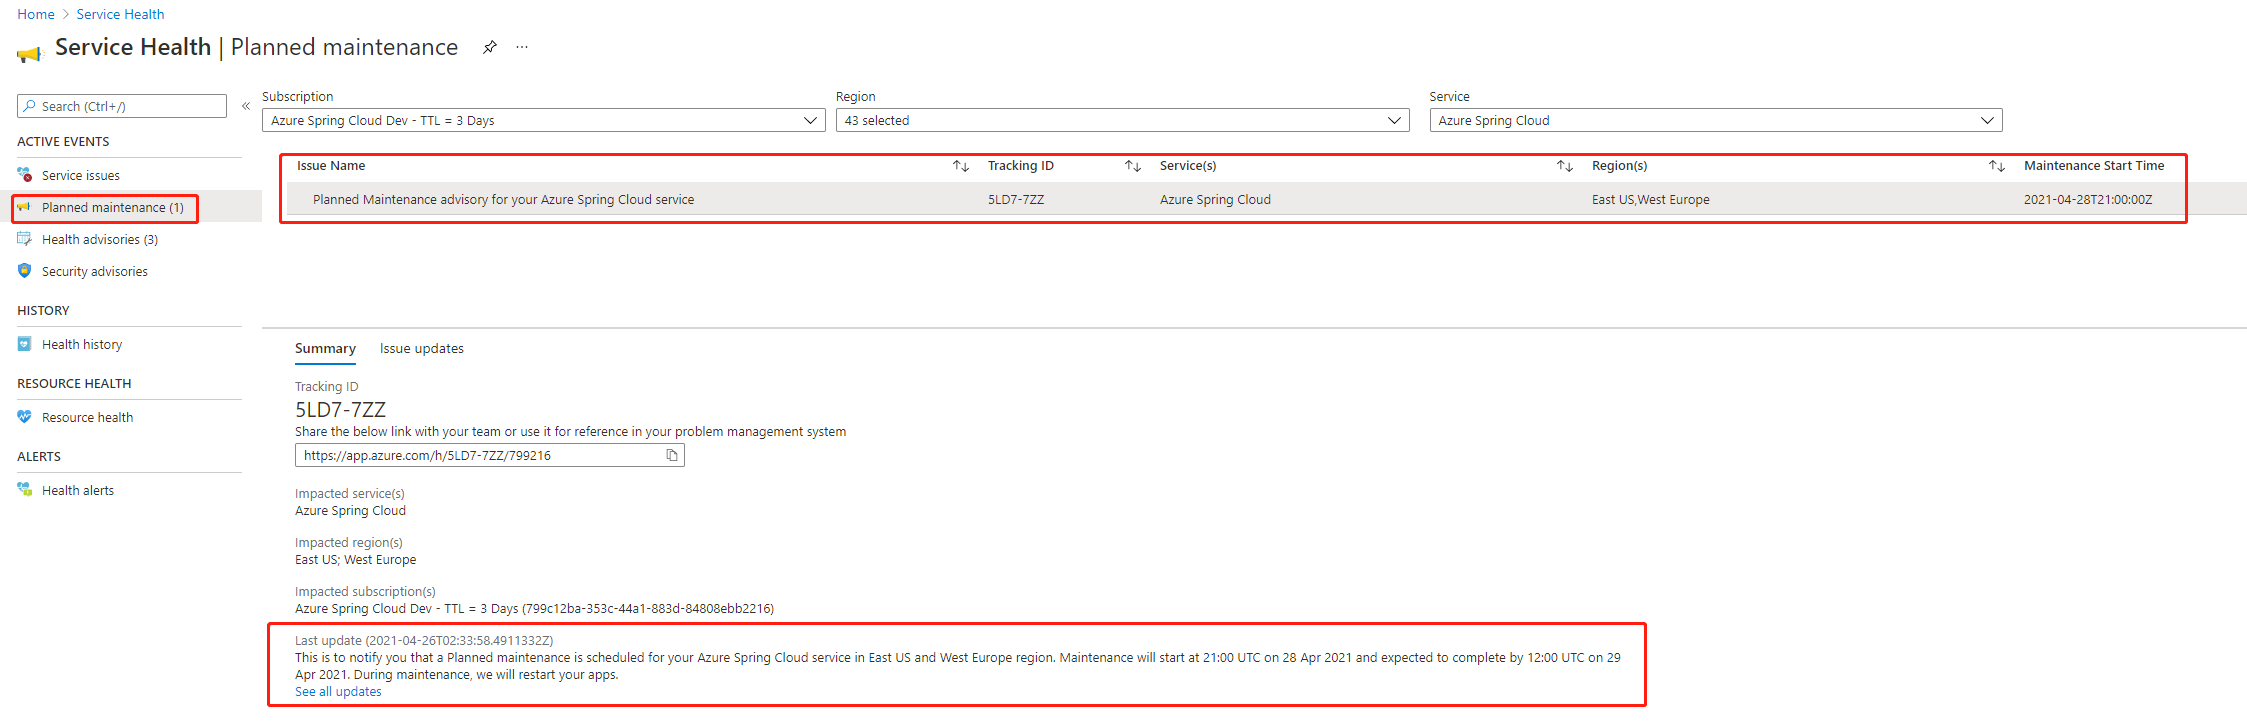 Home > Service Health
Service Health | Planned maintenance ...
Search (Ctrl+/)
«
ACTIVE EVENTS
Service issues
Planned maintenance (1)
Health advisories (3)
Security advisories
HISTORY
Health history
RESOURCE HEALTH
Resource health
ALERTS
Health alerts
Subscription Region Service
Azure Spring Cloud Dev - TTL = 3 Days 43 selected Azure Spring Cloud
Issue Name ↑↓ Tracking ID ↑↓ Service(s) ↑↓ Region(s) ↑↓ Maintenance Start Time
Planned Maintenance advisory for your Azure Spring Cloud service 5LD7-7ZZ Azure Spring Cloud East US,West Europe 2021-04-28T21:00:00Z
Summary Issue updates
Tracking ID
5LD7-7ZZ
Share the below link with your team or use it for reference in your problem management system
https://app.azure.com/h/5LD7-7ZZ/799216
Impacted service(s)
Azure Spring Cloud
Impacted region(s)
East US; West Europe
Impacted subscription(s)
Azure Spring Cloud Dev - TTL = 3 Days (799c12ba-353c-44a1-883d-84808ebb2216)
Last update (2021-04-26T02:33:58.4911332Z)
This is to notify you that a Planned maintenance is scheduled for your Azure Spring Cloud service in East US and West Europe region. Maintenance will start at 21:00 UTC on 28 Apr 2021 and expected to complete by 12:00 UTC on 29
Apr 2021. During maintenance, we will restart your apps.
See all updates